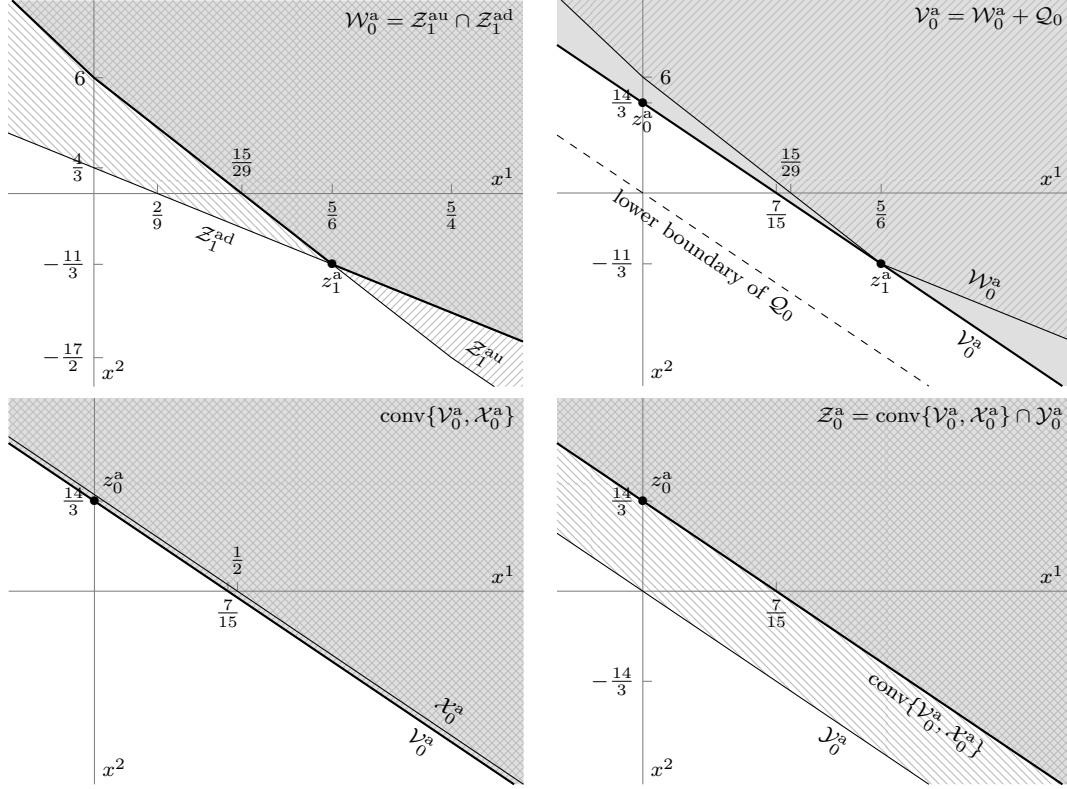 𝒲₀ᵃ = 𝒵₁ᵃᵘ ∩ 𝒵₁ᵃᵈ
6
4/3
15/29
x¹
2/9
5/6
5/4
𝒵₁ᵃᵈ
−11/3
z₁ᵃ
𝒵₁ᵃᵘ
−17/2
x²
𝒱₀ᵃ = 𝒲₀ᵃ + 𝒬₀
6
14/3
z₀ᵃ
15/29
x¹
7/15
5/6
lower boundary of 𝒬₀
−11/3
z₁ᵃ
𝒲₀ᵃ
𝒱₀ᵃ
x²
conv{𝒱₀ᵃ, 𝒳₀ᵃ}
z₀ᵃ
14/3
1/2
x¹
7/15
𝒳₀ᵃ
𝒱₀ᵃ
x²
𝒵₀ᵃ = conv{𝒱₀ᵃ, 𝒳₀ᵃ} ∩ 𝒴₀ᵃ
z₀ᵃ
14/3
x¹
7/15
−14/3
conv{𝒱₀ᵃ, 𝒳₀ᵃ}
𝒴₀ᵃ
x²